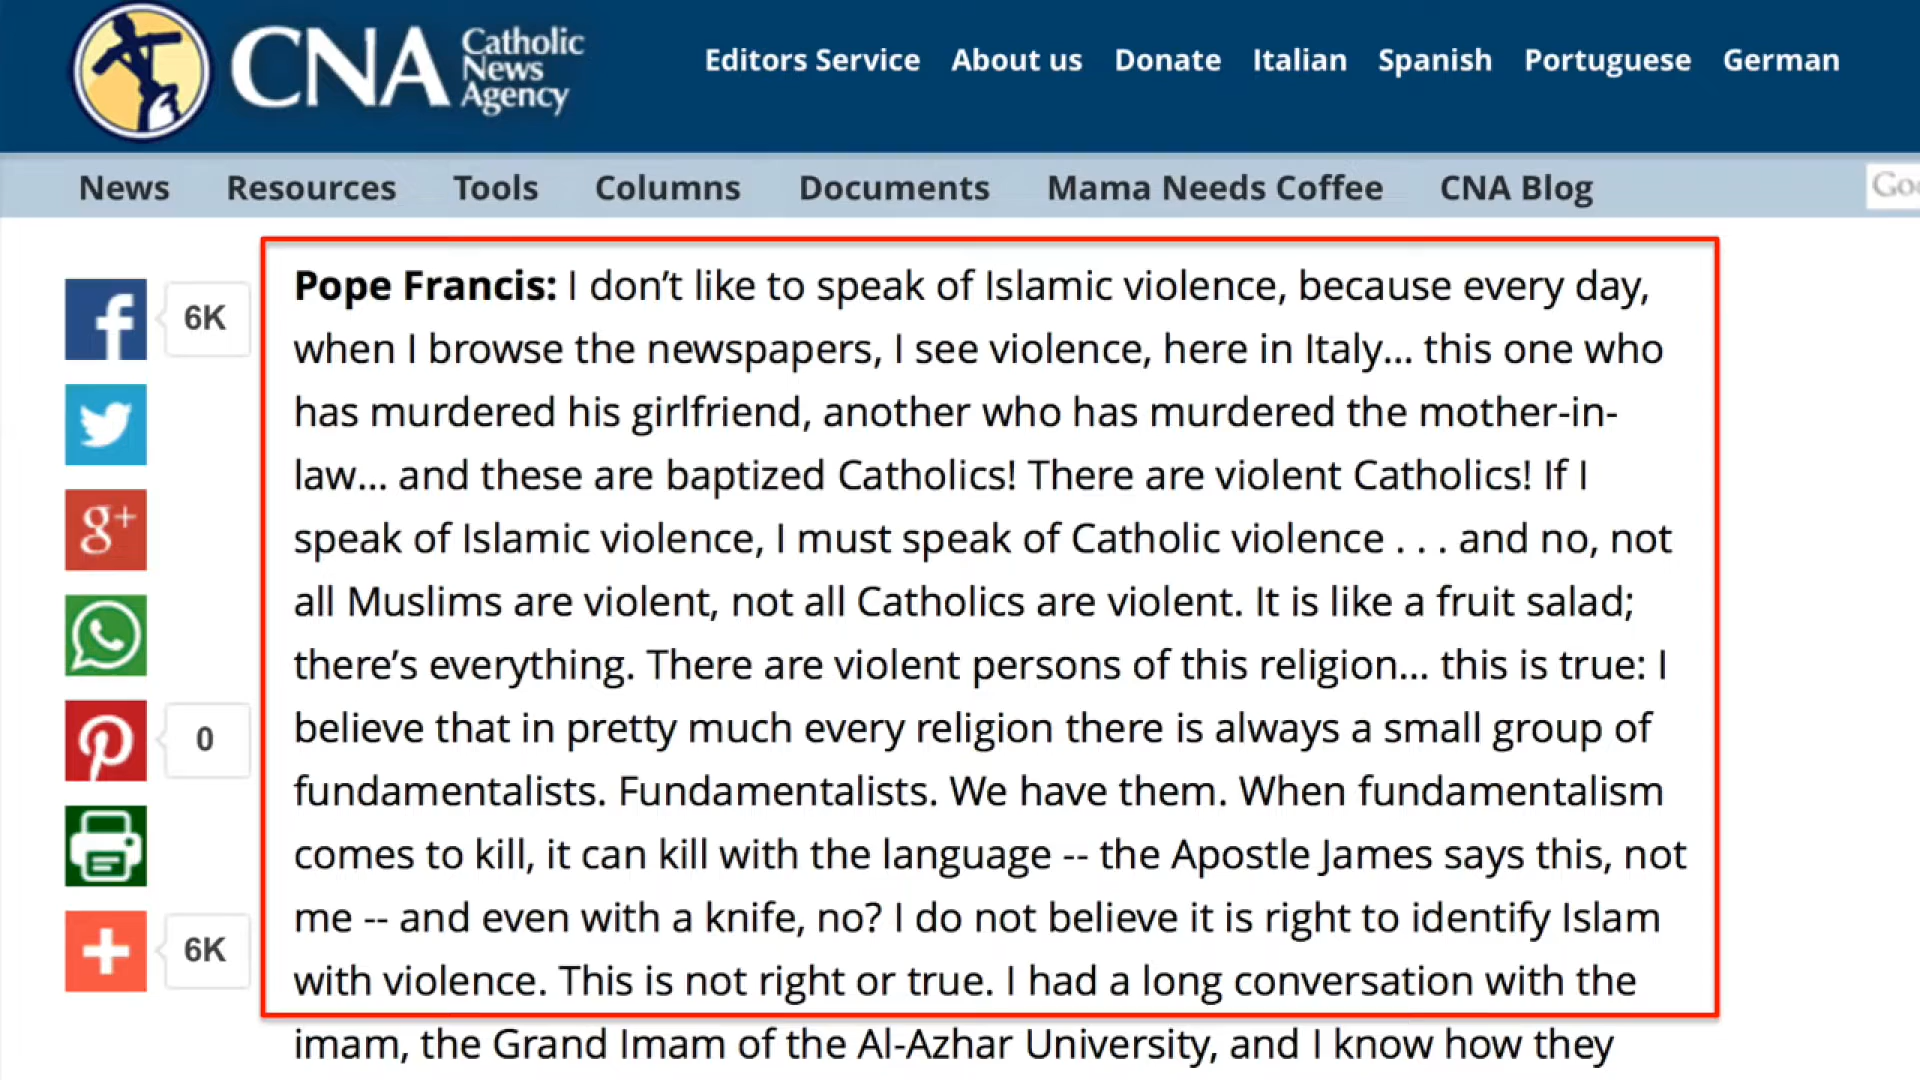 CNA Catholic
News
Agency
Editors Service About us Donate Italian Spanish Portuguese German
News Resources Tools Columns Documents Mama Needs Coffee CNA Blog
6K
0
6K
Pope Francis: I don’t like to speak of Islamic violence, because every day,
when I browse the newspapers, I see violence, here in Italy... this one who
has murdered his girlfriend, another who has murdered the mother-in-
law... and these are baptized Catholics! There are violent Catholics! If I
speak of Islamic violence, I must speak of Catholic violence . . . and no, not
all Muslims are violent, not all Catholics are violent. It is like a fruit salad;
there’s everything. There are violent persons of this religion... this is true: I
believe that in pretty much every religion there is always a small group of
fundamentalists. Fundamentalists. We have them. When fundamentalism
comes to kill, it can kill with the language -- the Apostle James says this, not
me -- and even with a knife, no? I do not believe it is right to identify Islam
with violence. This is not right or true. I had a long conversation with the
imam, the Grand Imam of the Al-Azhar University, and I know how they